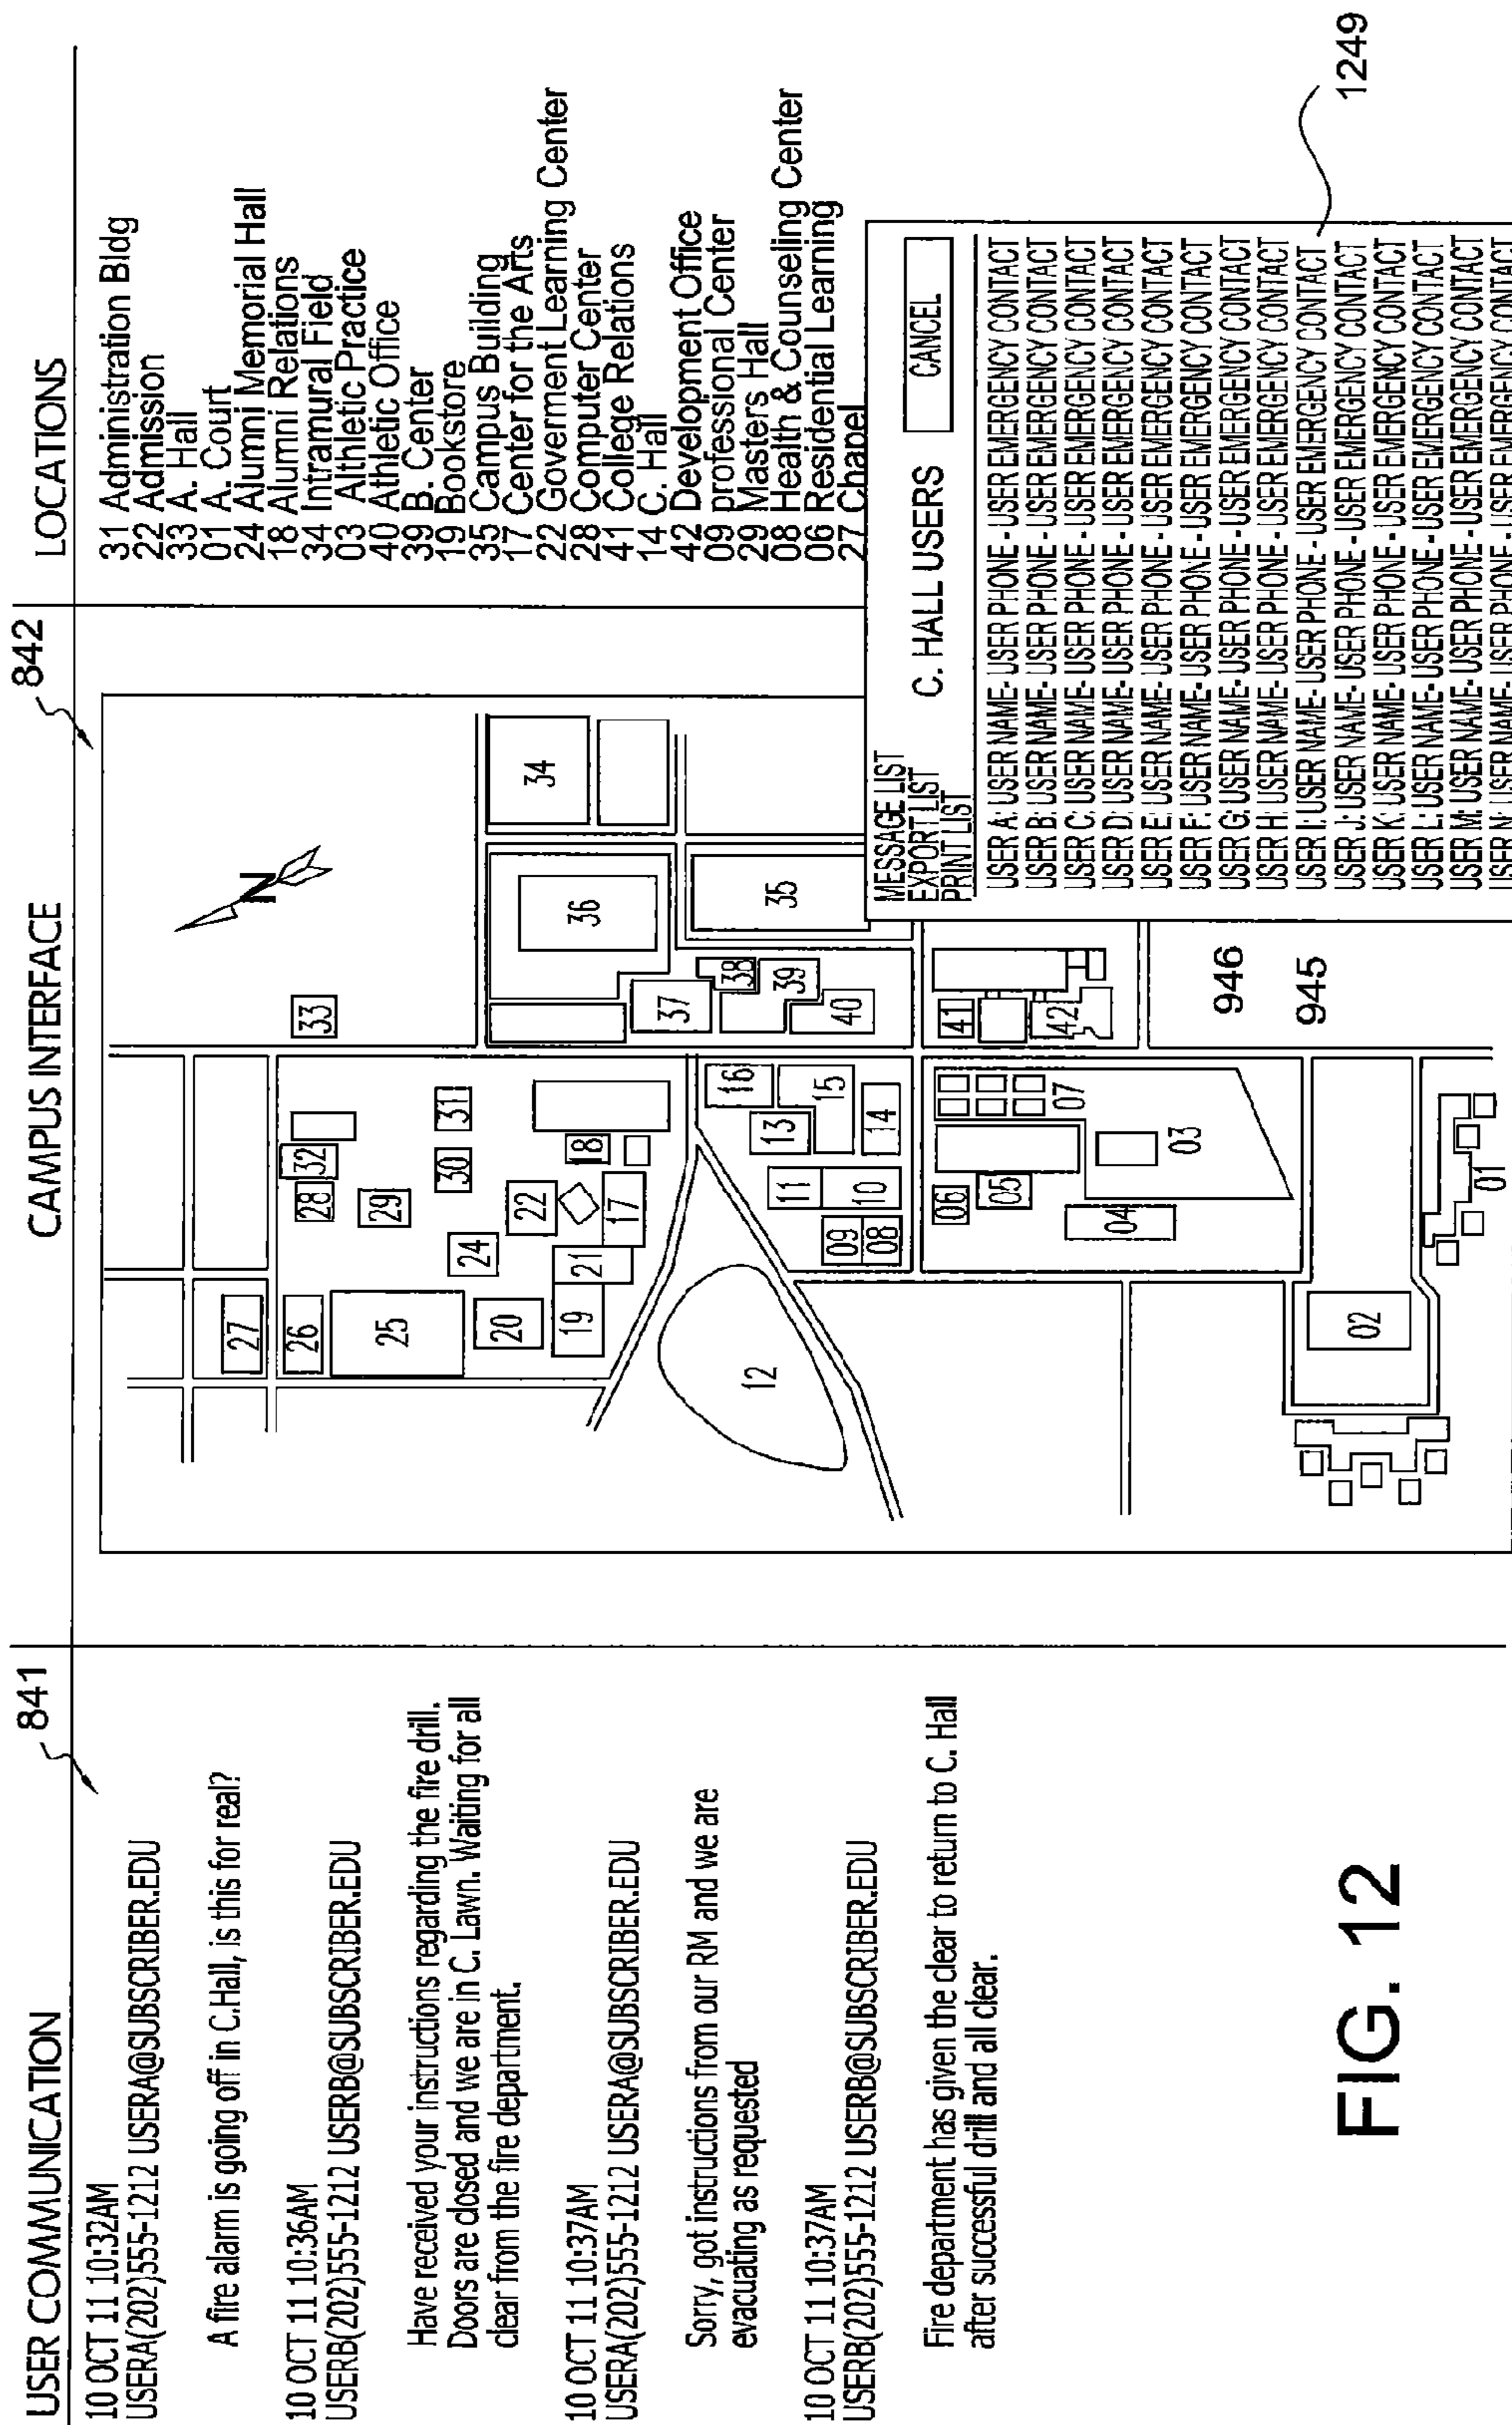 USER COMMUNICATION
841
10 OCT 11 10:32AM
USERA(202)555-1212 USERA@SUBSCRIBER.EDU
A fire alarm is going off in C.Hall, is this for real?
10 OCT 11 10:36AM
USERB(202)555-1212 USERB@SUBSCRIBER.EDU
Have received your instructions regarding the fire drill.
Doors are closed and we are in C. Lawn. Waiting for all
clear from the fire department.
10 OCT 11 10:37AM
USERA(202)555-1212 USERA@SUBSCRIBER.EDU
Sorry, got instructions from our RM and we are
evacuating as requested
10 OCT 11 10:37AM
USERB(202)555-1212 USERB@SUBSCRIBER.EDU
Fire department has given the clear to return to C. Hall
after successful drill and all clear.
FIG. 12
CAMPUS INTERFACE
842
N
27
26
25
20
19
21
24
29
28
32
30
31
22
18
17
33
34
36
35
37
38
39
40
16
15
13
14
11
10
09
08
12
41
42
07
06
05
04
03
02
01
946
945
LOCATIONS
31 Administration Bldg
22 Admission
33 A. Hall
01 A. Court
24 Alumni Memorial Hall
18 Alumni Relations
34 Intramural Field
03 Althletic Practice
40 Athletic Office
39 B. Center
19 Bookstore
35 Campus Building
17 Center for the Arts
22 Goverment Learning Center
28 Computer Center
41 College Relations
14 C. Hall
42 Development Office
09 professional Center
29 Masters Hall
08 Health & Counseling Center
06 Residential Learning
27 Chapel
MESSAGE LIST
EXPORT LIST
PRINT LIST
C. HALL USERS
CANCEL
USER A: USER NAME- USER PHONE - USER EMERGENCY CONTACT
USER B: USER NAME- USER PHONE - USER EMERGENCY CONTACT
USER C: USER NAME- USER PHONE - USER EMERGENCY CONTACT
USER D: USER NAME- USER PHONE - USER EMERGENCY CONTACT
USER E: USER NAME- USER PHONE - USER EMERGENCY CONTACT
USER F: USER NAME- USER PHONE - USER EMERGENCY CONTACT
USER G: USER NAME- USER PHONE - USER EMERGENCY CONTACT
USER H: USER NAME- USER PHONE - USER EMERGENCY CONTACT
USER I: USER NAME- USER PHONE - USER EMERGENCY CONTACT
USER J: USER NAME- USER PHONE - USER EMERGENCY CONTACT
USER K: USER NAME- USER PHONE - USER EMERGENCY CONTACT
USER L: USER NAME- USER PHONE - USER EMERGENCY CONTACT
USER M: USER NAME- USER PHONE - USER EMERGENCY CONTACT
USER N: USER NAME- USER PHONE - USER EMERGENCY CONTACT
1249